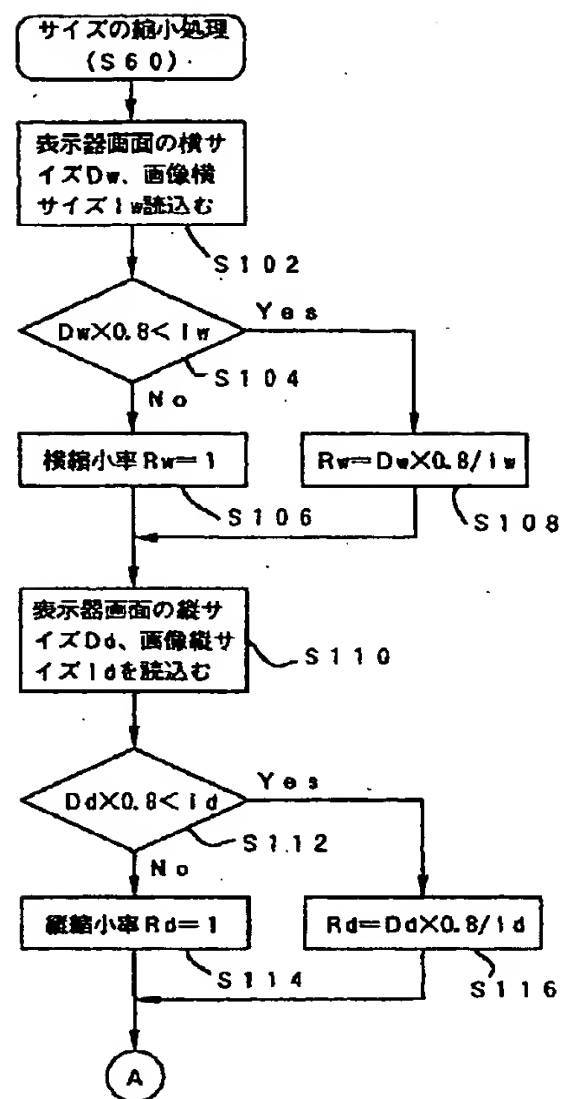 サイズの縮小処理
(S60)
表示器画面の横サ
イズDw、画像横
サイズIw読込む
S102
Dw×0.8<Iw
Yes
S104
No
横縮小率Rw=1
Rw=Dw×0.8/Iw
S106
S108
表示器画面の縦サ
イズDd、画像縦サ
イズIdを読込む
S110
Dd×0.8<Id
Yes
S112
No
縦縮小率Rd=1
Rd=Dd×0.8/Id
S114
S116
A